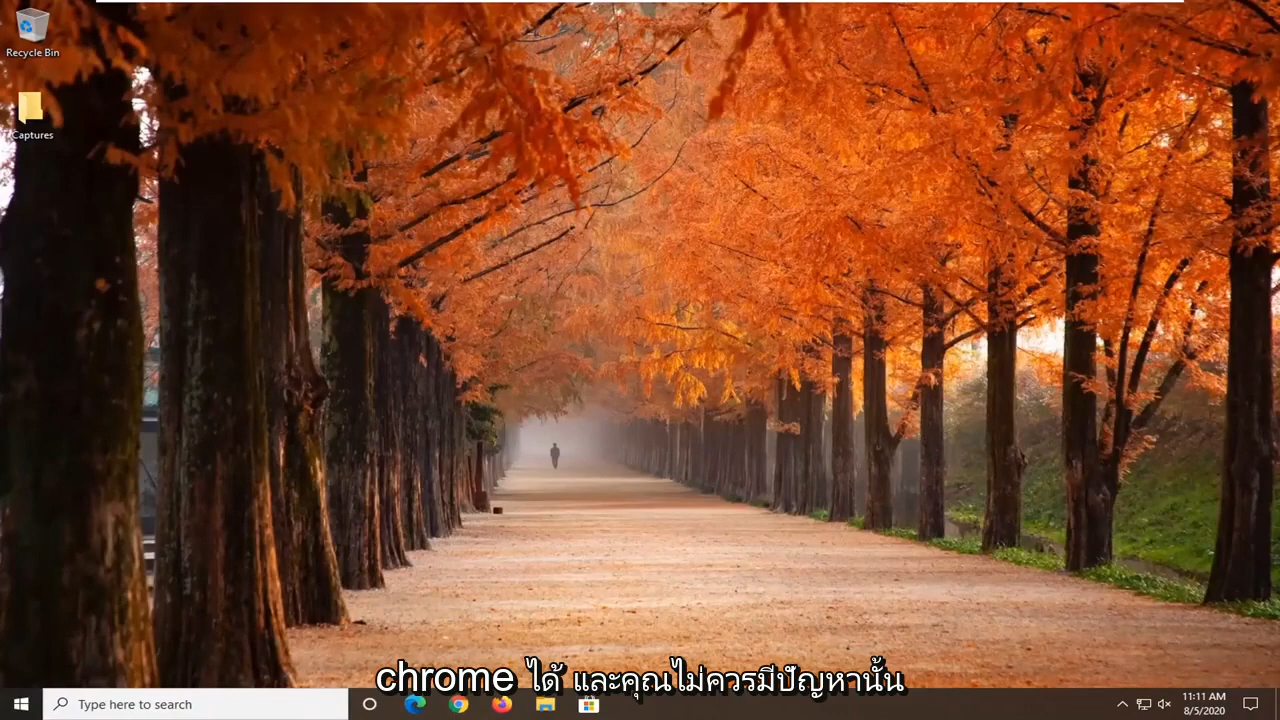 Recycle Bin
Captures
chrome ได้ และคุณไม่ควรมีปัญหานั้น
Type here to search
11:11 AM
8/5/2020